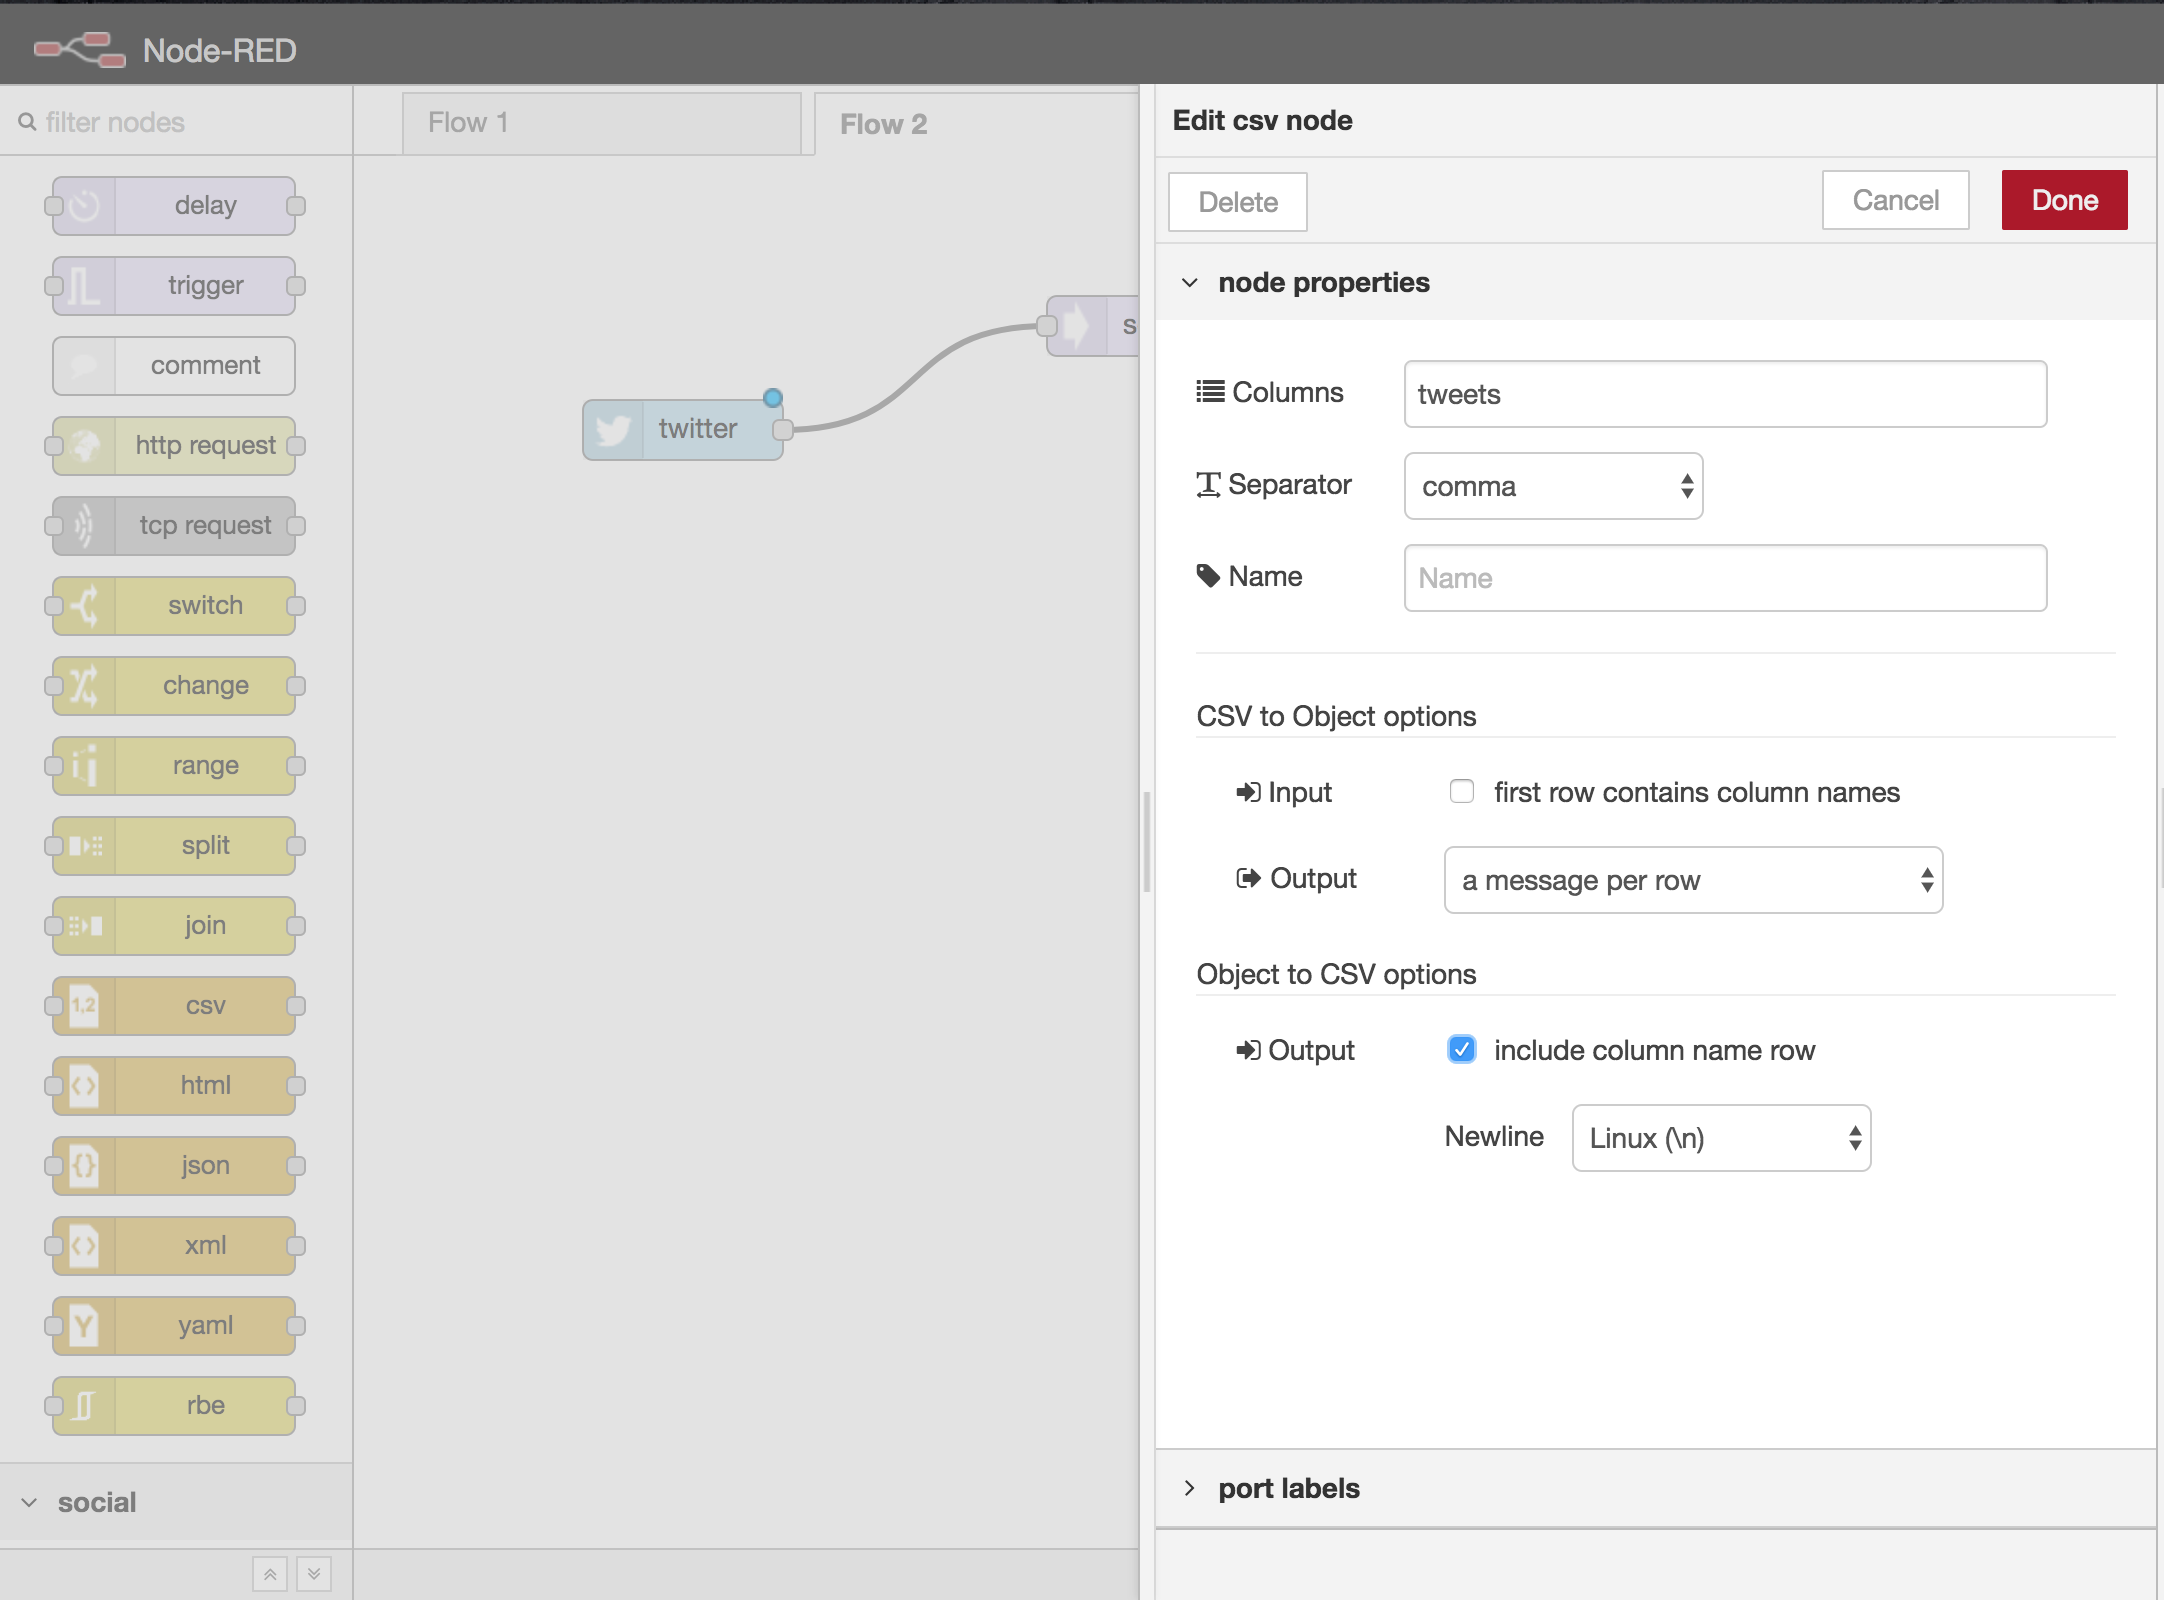 Node-RED
filter nodes
Flow 1
Flow 2
delay
trigger
comment
http request
tcp request
switch
change
range
split
join
1,2 csv
html
json
xml
Y yaml
rbe
social
twitter
s
Edit csv node
Delete
Cancel
Done
node properties
Columns tweets
Separator comma
Name Name
CSV to Object options
Input first row contains column names
Output a message per row
Object to CSV options
Output include column name row
Newline Linux (\n)
port labels